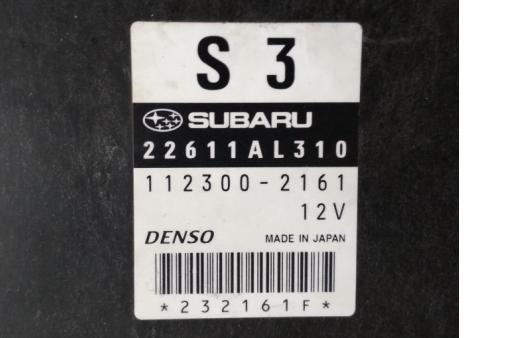 S 3
SUBARU
22611AL310
112300-2161
12V
DENSO MADE IN JAPAN
*232161F*